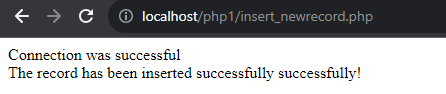 localhost/php1/insert_newrecord.php
Connection was successful
The record has been inserted successfully successfully!